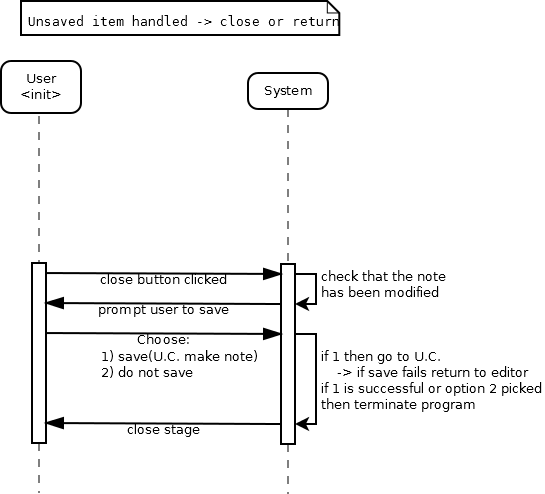 Unsaved item handled -> close or return
User
<init>
System
close button clicked
check that the note
has been modified
prompt user to save
Choose:
1) save(U.C. make note)
2) do not save
if 1 then go to U.C.
-> if save fails return to editor
if 1 is successful or option 2 picked
then terminate program
close stage